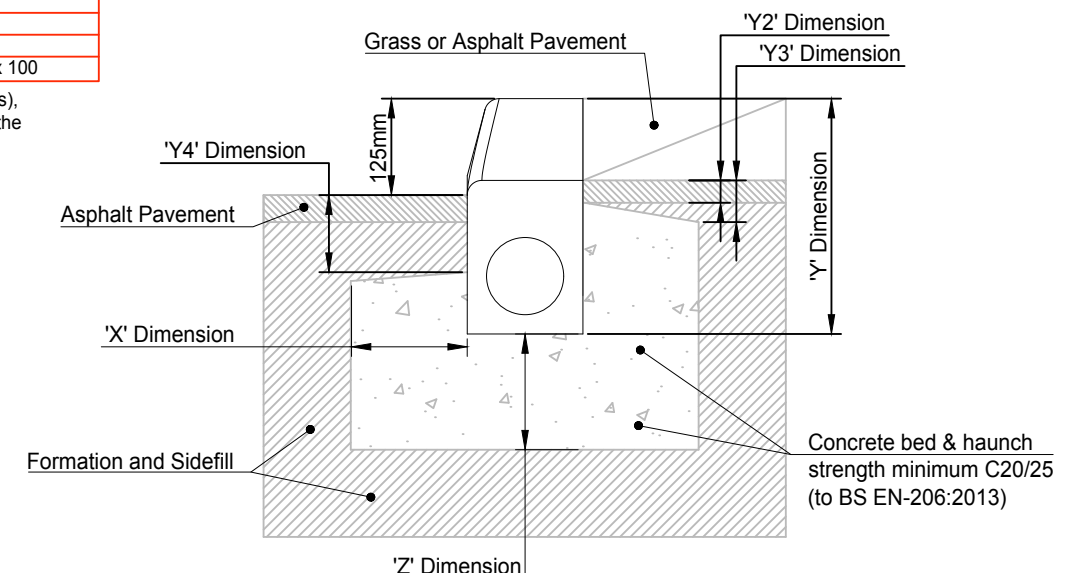 x 100
s),
the
Grass or Asphalt Pavement
'Y2' Dimension
'Y3' Dimension
'Y4' Dimension
125mm
Asphalt Pavement
'Y' Dimension
'X' Dimension
Formation and Sidefill
Concrete bed & haunch
strength minimum C20/25
(to BS EN-206:2013)
'Z' Dimension